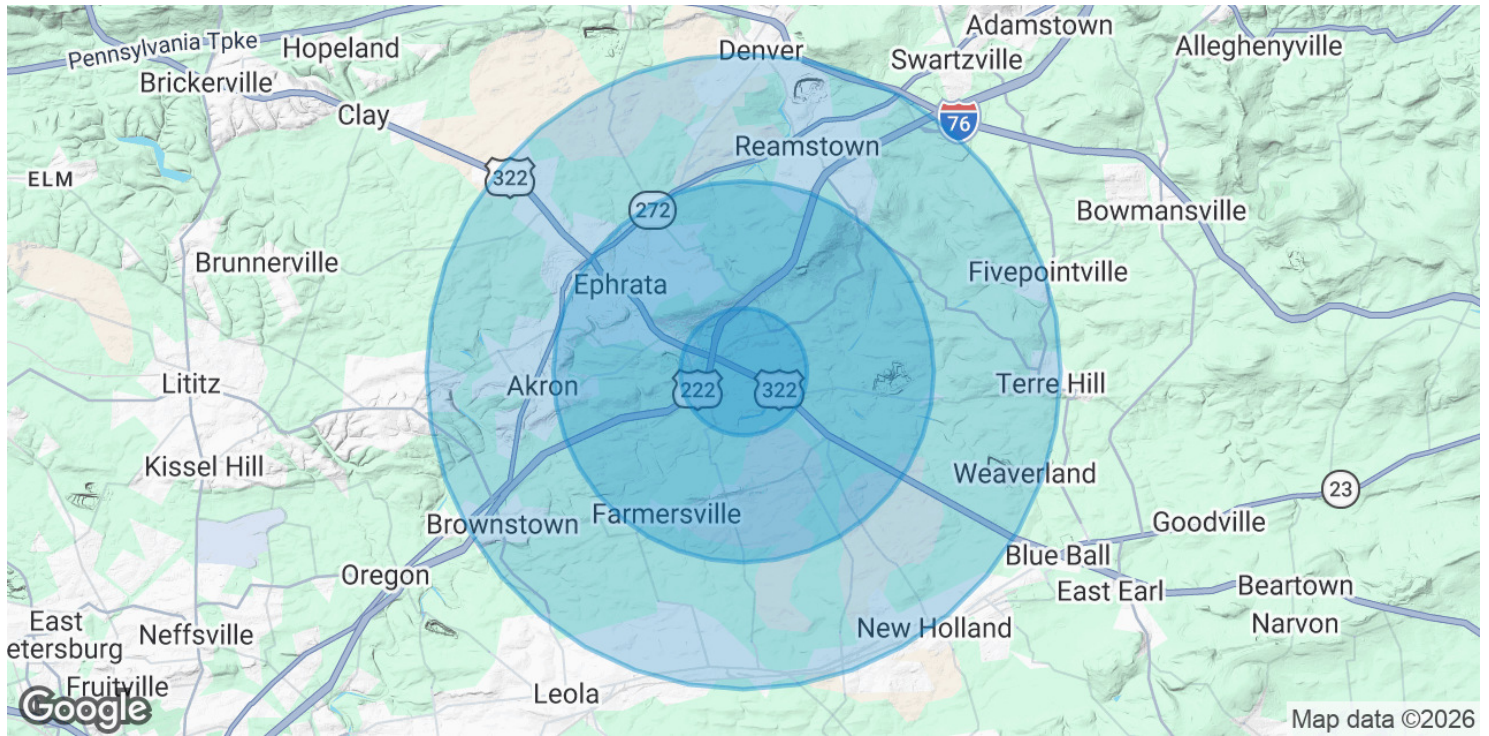 Adamstown
Pennsylvania Tpke
Hopeland
Denver
Swartzville
Alleghenyville
Brickerville
Clay
76
Reamstown
ELM
322
272
Bowmansville
Brunnerville
Fivepointville
Ephrata
Lititz
Akron
222
322
Terre Hill
Kissel Hill
Weaverland
23
Brownstown
Farmersville
Goodville
Blue Ball
Oregon
East Earl
Beartown
East
etersburg
Neffsville
New Holland
Narvon
Fruitville
Leola
Google
Map data ©2026